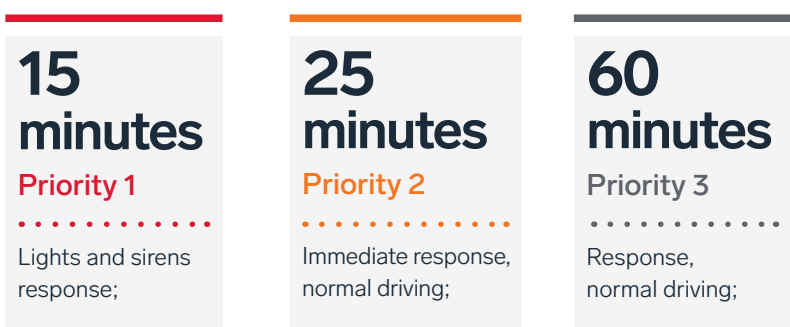 15
minutes
Priority 1
Lights and sirens
response;
25
minutes
Priority 2
Immediate response,
normal driving;
60
minutes
Priority 3
Response,
normal driving;